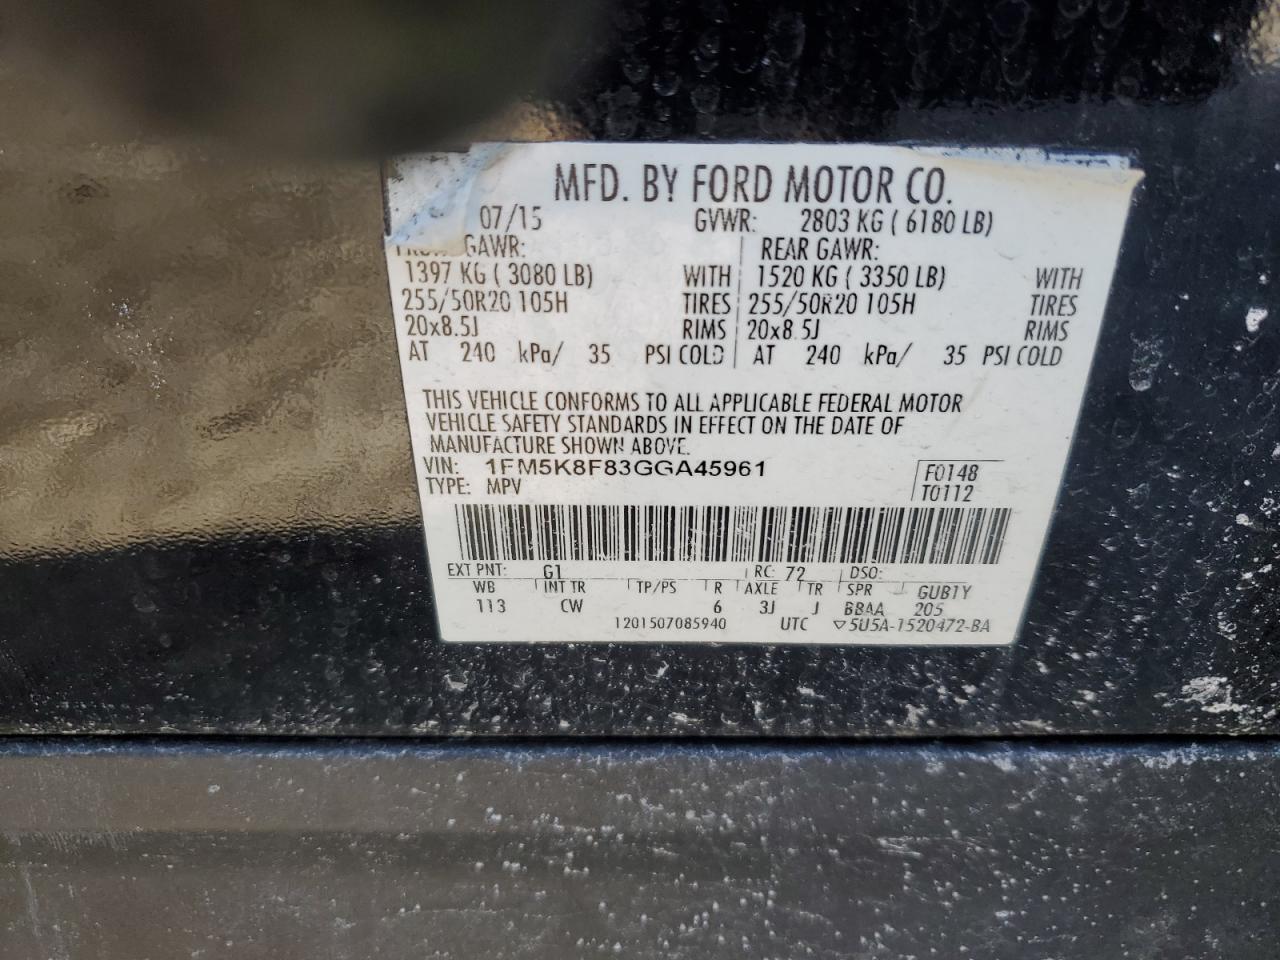 MFD. BY FORD MOTOR CO.
07/15 GVWR: 2803 KG ( 6180 LB)
GAWR: REAR GAWR:
1397 KG ( 3080 LB) WITH 1520 KG ( 3350 LB) WITH
255/50R20 105H TIRES 255/50R20 105H TIRES
20x8.5J RIMS 20x8.5J RIMS
AT 240 kPa/ 35 PSI COLD AT 240 kPa/ 35 PSI COLD
THIS VEHICLE CONFORMS TO ALL APPLICABLE FEDERAL MOTOR
VEHICLE SAFETY STANDARDS IN EFFECT ON THE DATE OF
MANUFACTURE SHOWN ABOVE.
VIN: 1FM5K8F83GGA45961 F0148
TYPE: MPV T0112
EXT PNT: G1 RC: 72 DSO:
WB INT TR TP/PS R AXLE TR SPR GUB1Y
113 CW 6 3J J BBAA 205
1201507085940 UTC ▽5U5A-1520472-BA